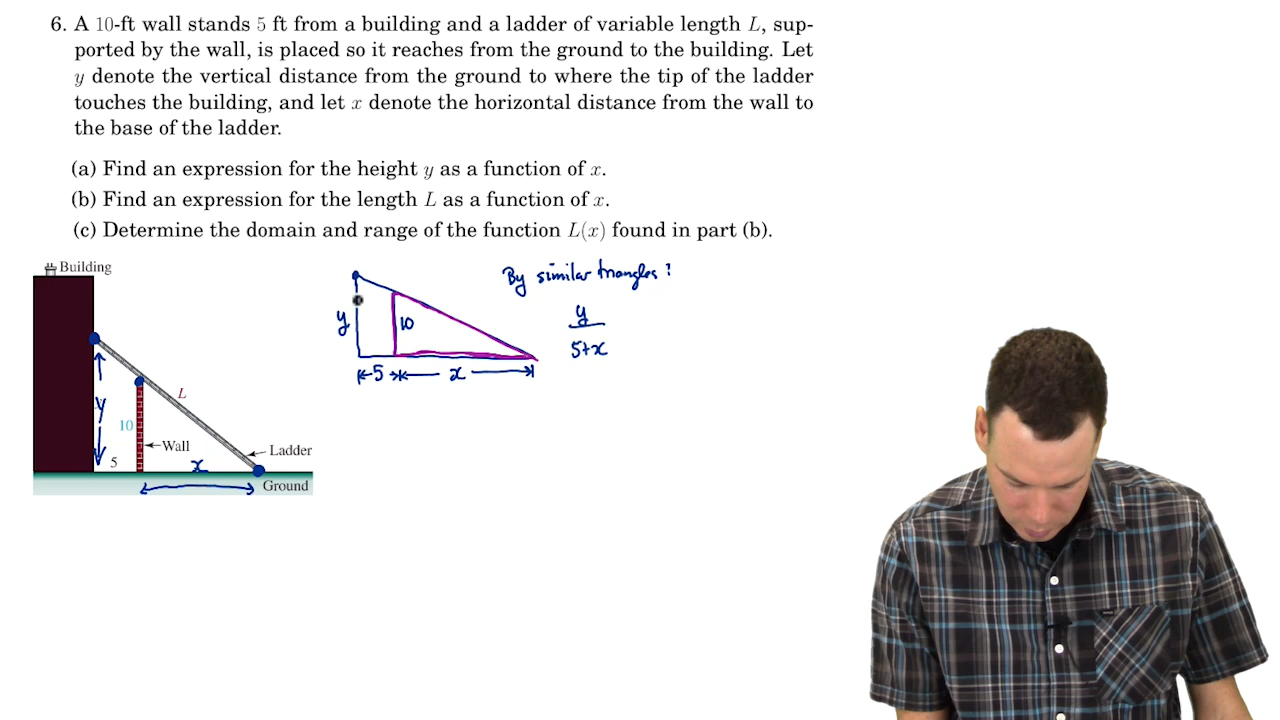 6. A 10-ft wall stands 5 ft from a building and a ladder of variable length L, sup-
ported by the wall, is placed so it reaches from the ground to the building. Let
y denote the vertical distance from the ground to where the tip of the ladder
touches the building, and let x denote the horizontal distance from the wall to
the base of the ladder.
(a) Find an expression for the height y as a function of x.
(b) Find an expression for the length L as a function of x.
(c) Determine the domain and range of the function L(x) found in part (b).
Building
L
y
10
Wall
5
x
Ladder
Ground
y
10
5
x
By similar triangles:
y
5+x